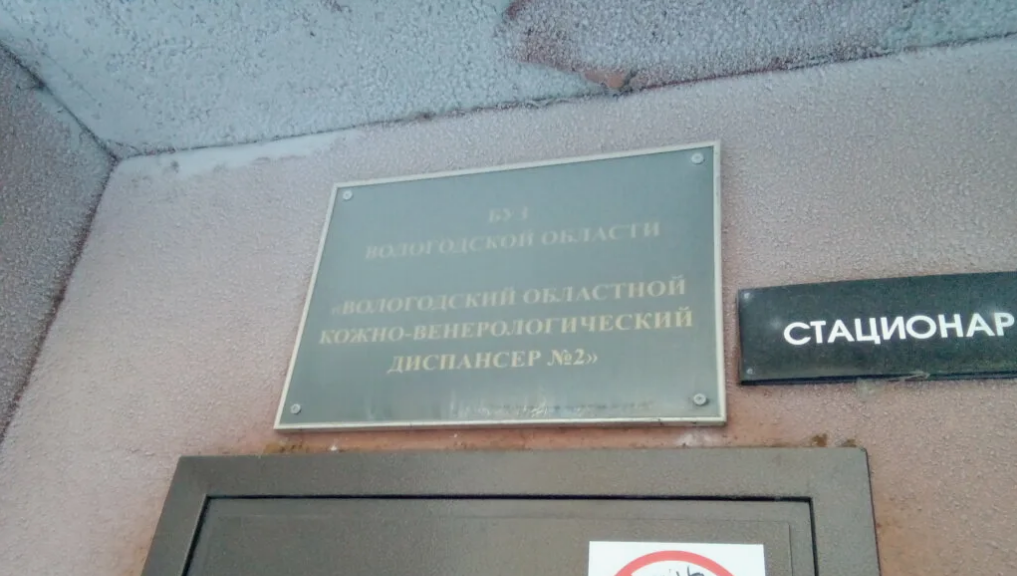 БУЗ
ВОЛОГОДСКОЙ ОБЛАСТИ
«ВОЛОГОДСКИЙ ОБЛАСТНОЙ
КОЖНО-ВЕНЕРОЛОГИЧЕСКИЙ
ДИСПАНСЕР №2»
СТАЦИОНАР